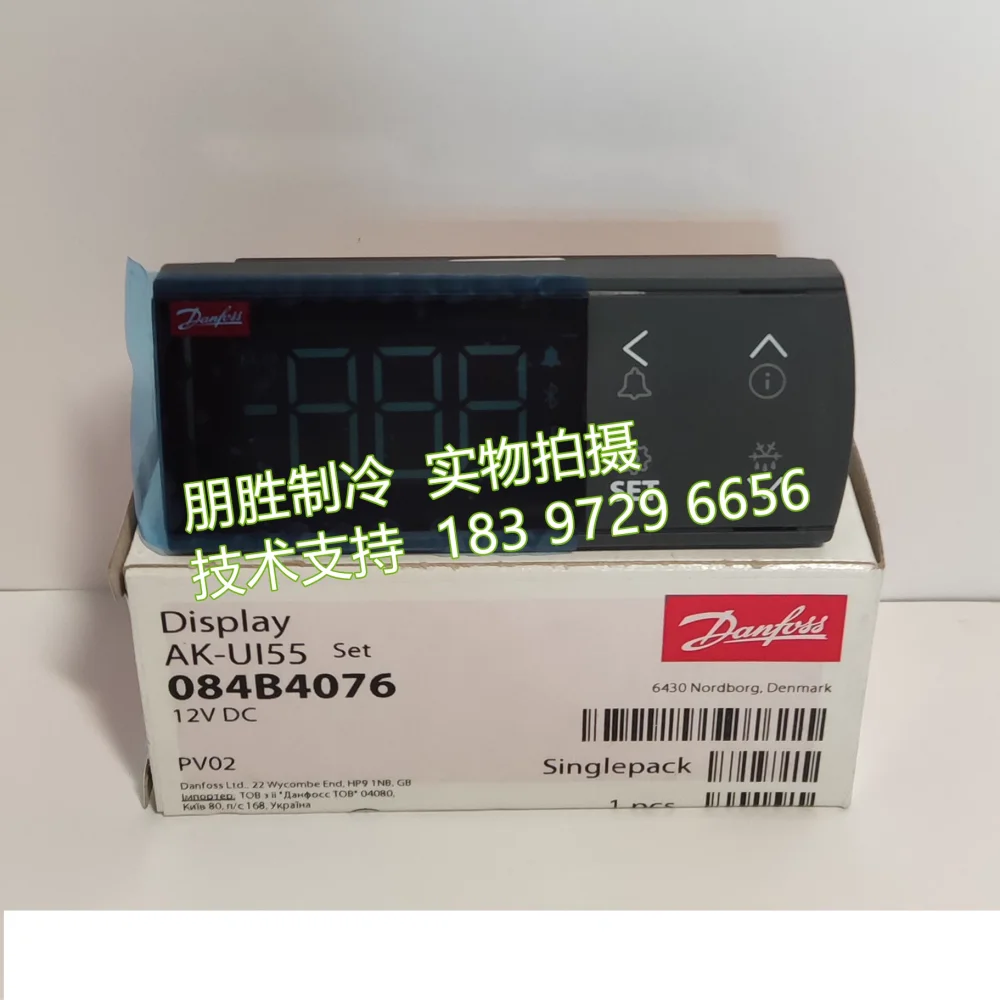 Danfoss
SET
朋胜制冷 实物拍摄
技术支持 183 9729 6656
Display
AK-UI55 Set
084B4076
12V DC
PV02
Danfoss Ltd., 22 Wycombe End, HP9 1NB, GB
Імпортер: ТОВ з іі "Данфосс ТОВ" 04080,
Київ 80, п/с 168, Україна
Danfoss
6430 Nordborg, Denmark
Singlepack
1 pcs